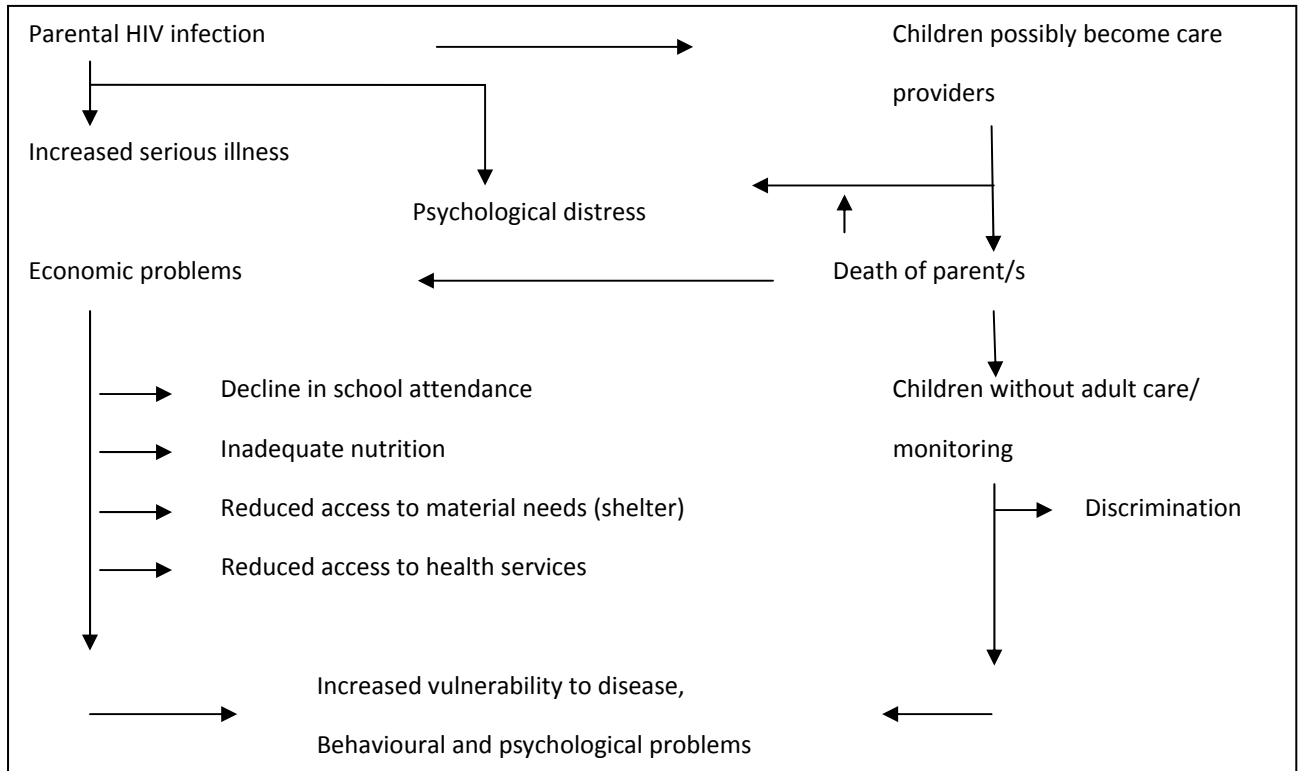 Parental HIV infection
Children possibly become care
providers
Increased serious illness
Psychological distress
Economic problems
Death of parent/s
Decline in school attendance
Children without adult care/
monitoring
Inadequate nutrition
Reduced access to material needs (shelter)
Discrimination
Reduced access to health services
Increased vulnerability to disease,
Behavioural and psychological problems